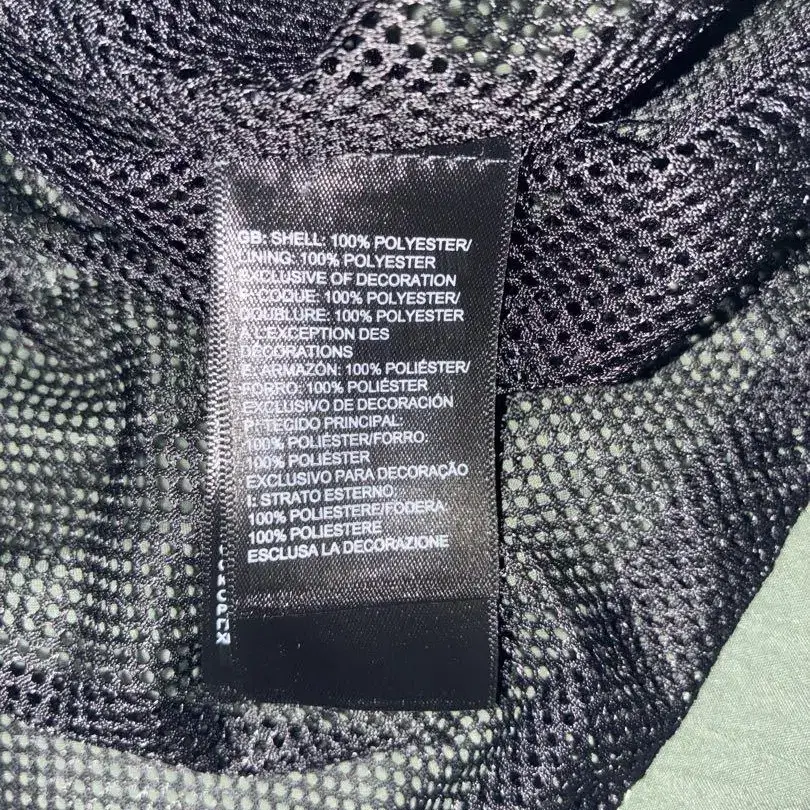 GB: SHELL: 100% POLYESTER/
LINING: 100% POLYESTER
EXCLUSIVE OF DECORATION
F: COQUE: 100% POLYESTER/
DOUBLURE: 100% POLYESTER
A L'EXCEPTION DES
DÉCORATIONS
E: ARMAZÓN: 100% POLIÉSTER/
FORRO: 100% POLIÉSTER
EXCLUSIVO DE DECORACIÓN
P: TECIDO PRINCIPAL:
100% POLIÉSTER/FORRO:
100% POLIÉSTER
EXCLUSIVO PARA DECORAÇÃO
I: STRATO ESTERNO:
100% POLIESTERE/FODERA:
100% POLIESTERE
ESCLUSA LA DECORAZIONE